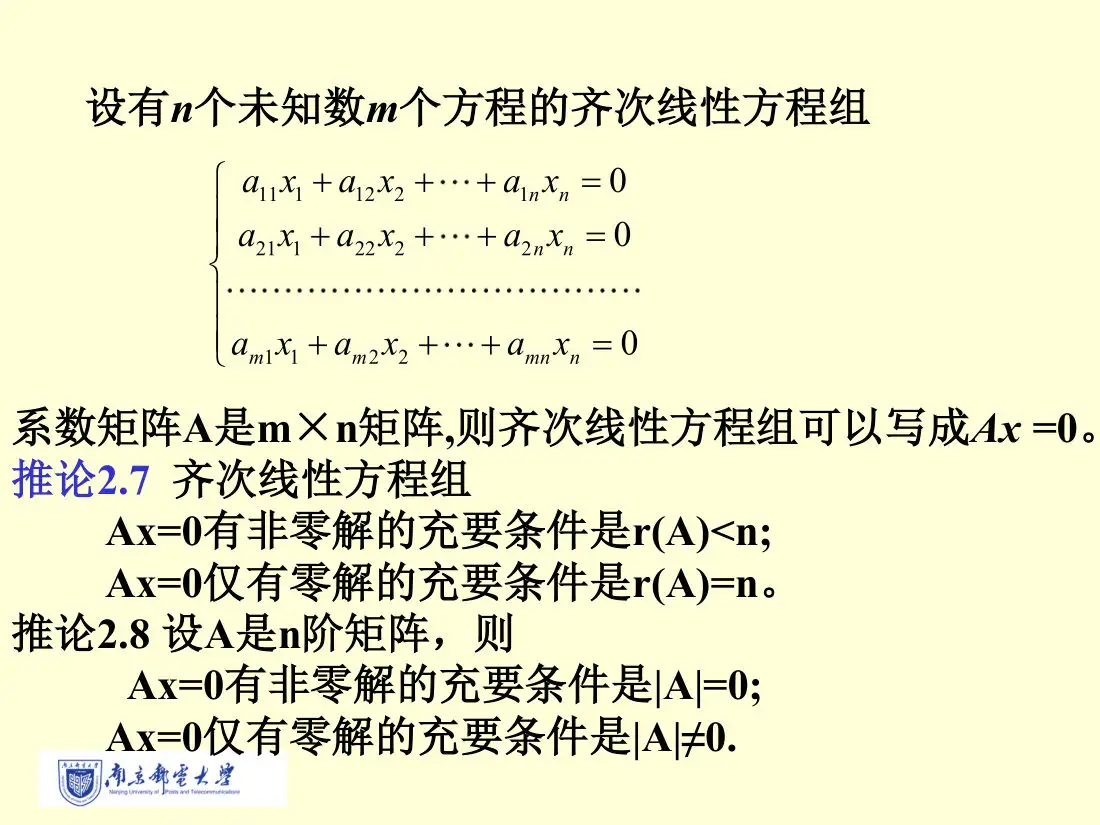 设有n个未知数m个方程的齐次线性方程组
a₁₁x₁ + a₁₂x₂ + ⋯ + a₁ₙxₙ = 0
a₂₁x₁ + a₂₂x₂ + ⋯ + a₂ₙxₙ = 0
⋯⋯⋯⋯⋯⋯⋯⋯⋯⋯⋯⋯
aₘ₁x₁ + aₘ₂x₂ + ⋯ + aₘₙxₙ = 0
系数矩阵A是m×n矩阵,则齐次线性方程组可以写成Ax =0。
推论2.7 齐次线性方程组
Ax=0有非零解的充要条件是r(A)<n;
Ax=0仅有零解的充要条件是r(A)=n。
推论2.8 设A是n阶矩阵，则
Ax=0有非零解的充要条件是|A|=0;
Ax=0仅有零解的充要条件是|A|≠0.
南京邮电大学
Nanjing University of Posts and Telecommunications